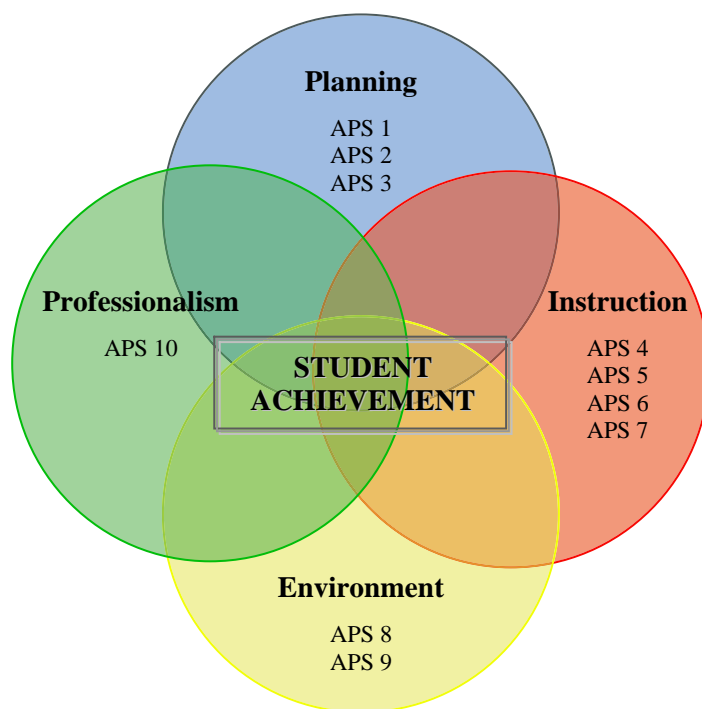 Planning
APS 1
APS 2
APS 3
Professionalism
APS 10
Instruction
APS 4
APS 5
APS 6
APS 7
STUDENT
ACHIEVEMENT
Environment
APS 8
APS 9